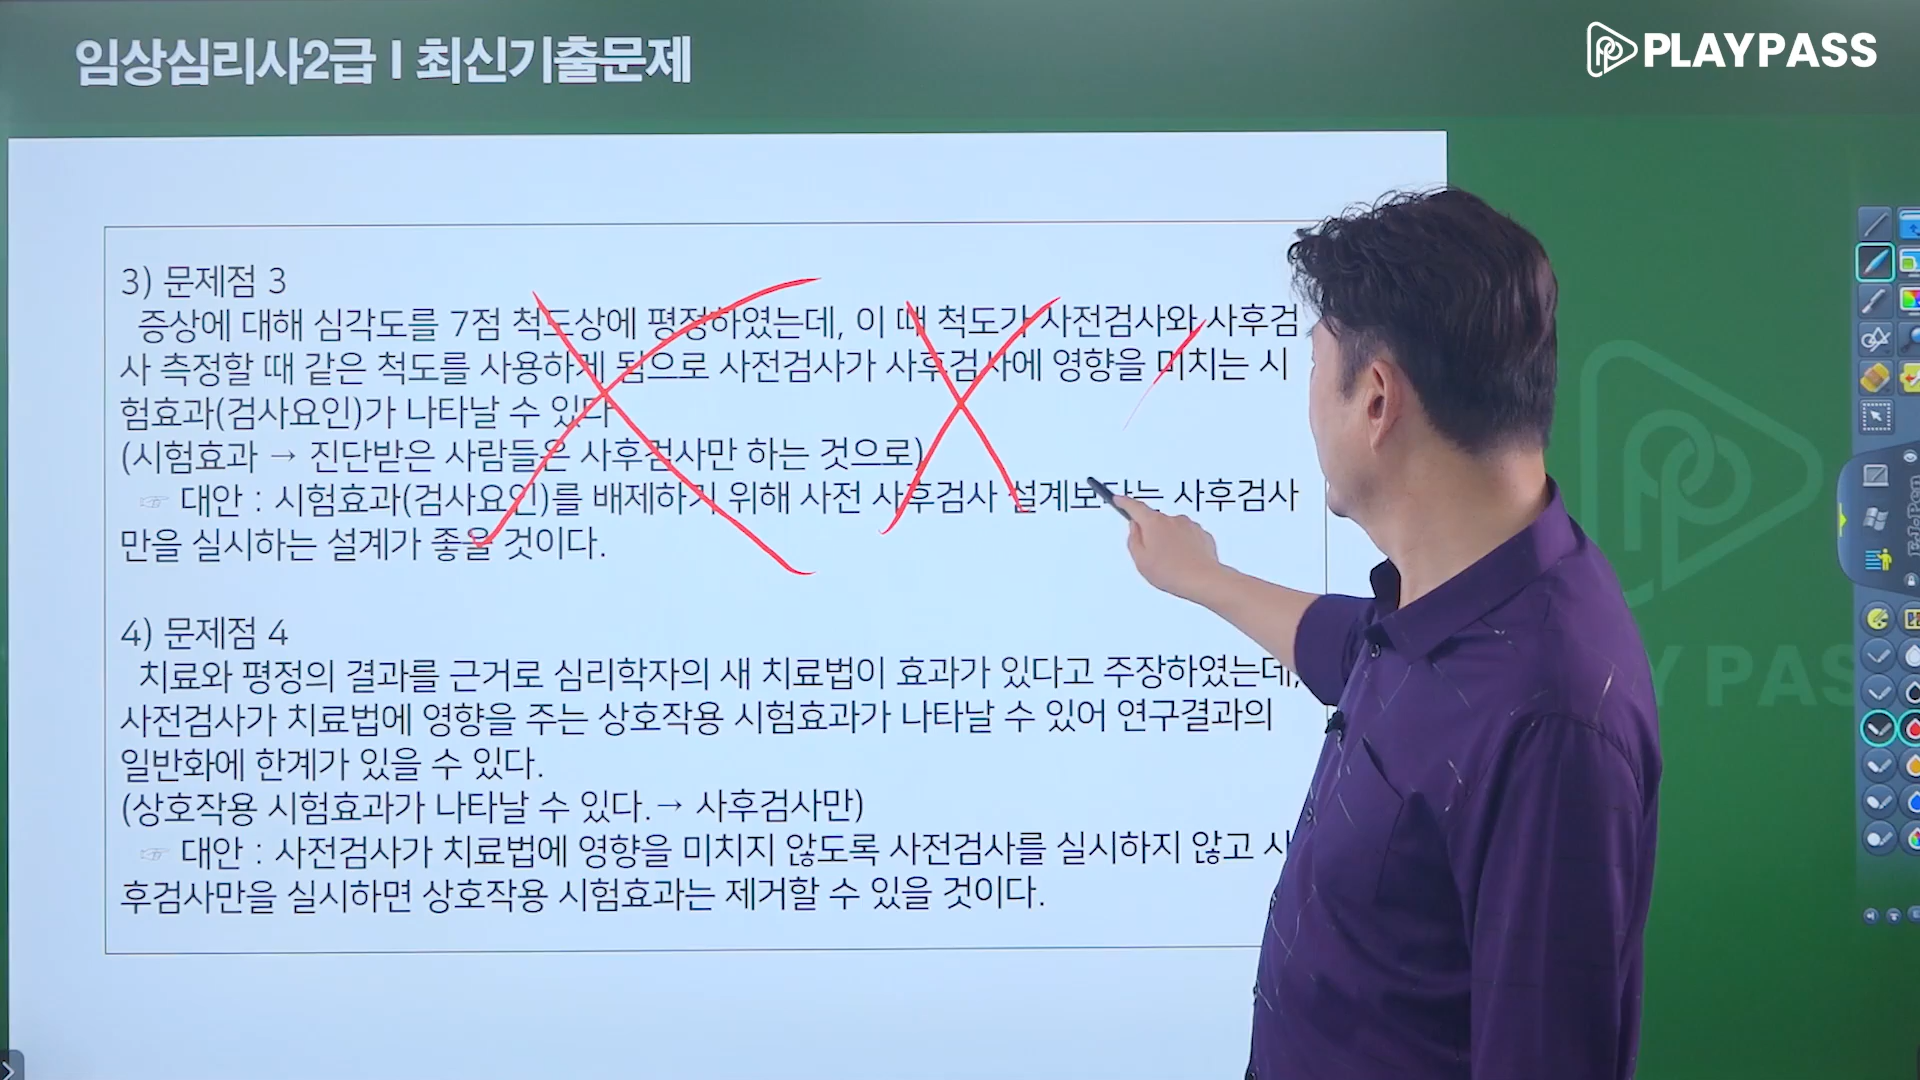 임상심리사2급 I 최신기출문제
PLAYPASS
3) 문제점 3
증상에 대해 심각도를 7점 척도상에 평정하였는데, 이 때 척도가 사전검사와 사후검
사 측정할 때 같은 척도를 사용하게 됨으로 사전검사가 사후검사에 영향을 미치는 시
험효과(검사요인)가 나타날 수 있다
(시험효과 → 진단받은 사람들은 사후검사만 하는 것으로)
☞ 대안 : 시험효과(검사요인)를 배제하기 위해 사전 사후검사 설계보다는 사후검사
만을 실시하는 설계가 좋을 것이다.
4) 문제점 4
치료와 평정의 결과를 근거로 심리학자의 새 치료법이 효과가 있다고 주장하였는데,
사전검사가 치료법에 영향을 주는 상호작용 시험효과가 나타날 수 있어 연구결과의
일반화에 한계가 있을 수 있다.
(상호작용 시험효과가 나타날 수 있다.→ 사후검사만)
☞ 대안 : 사전검사가 치료법에 영향을 미치지 않도록 사전검사를 실시하지 않고 사
후검사만을 실시하면 상호작용 시험효과는 제거할 수 있을 것이다.